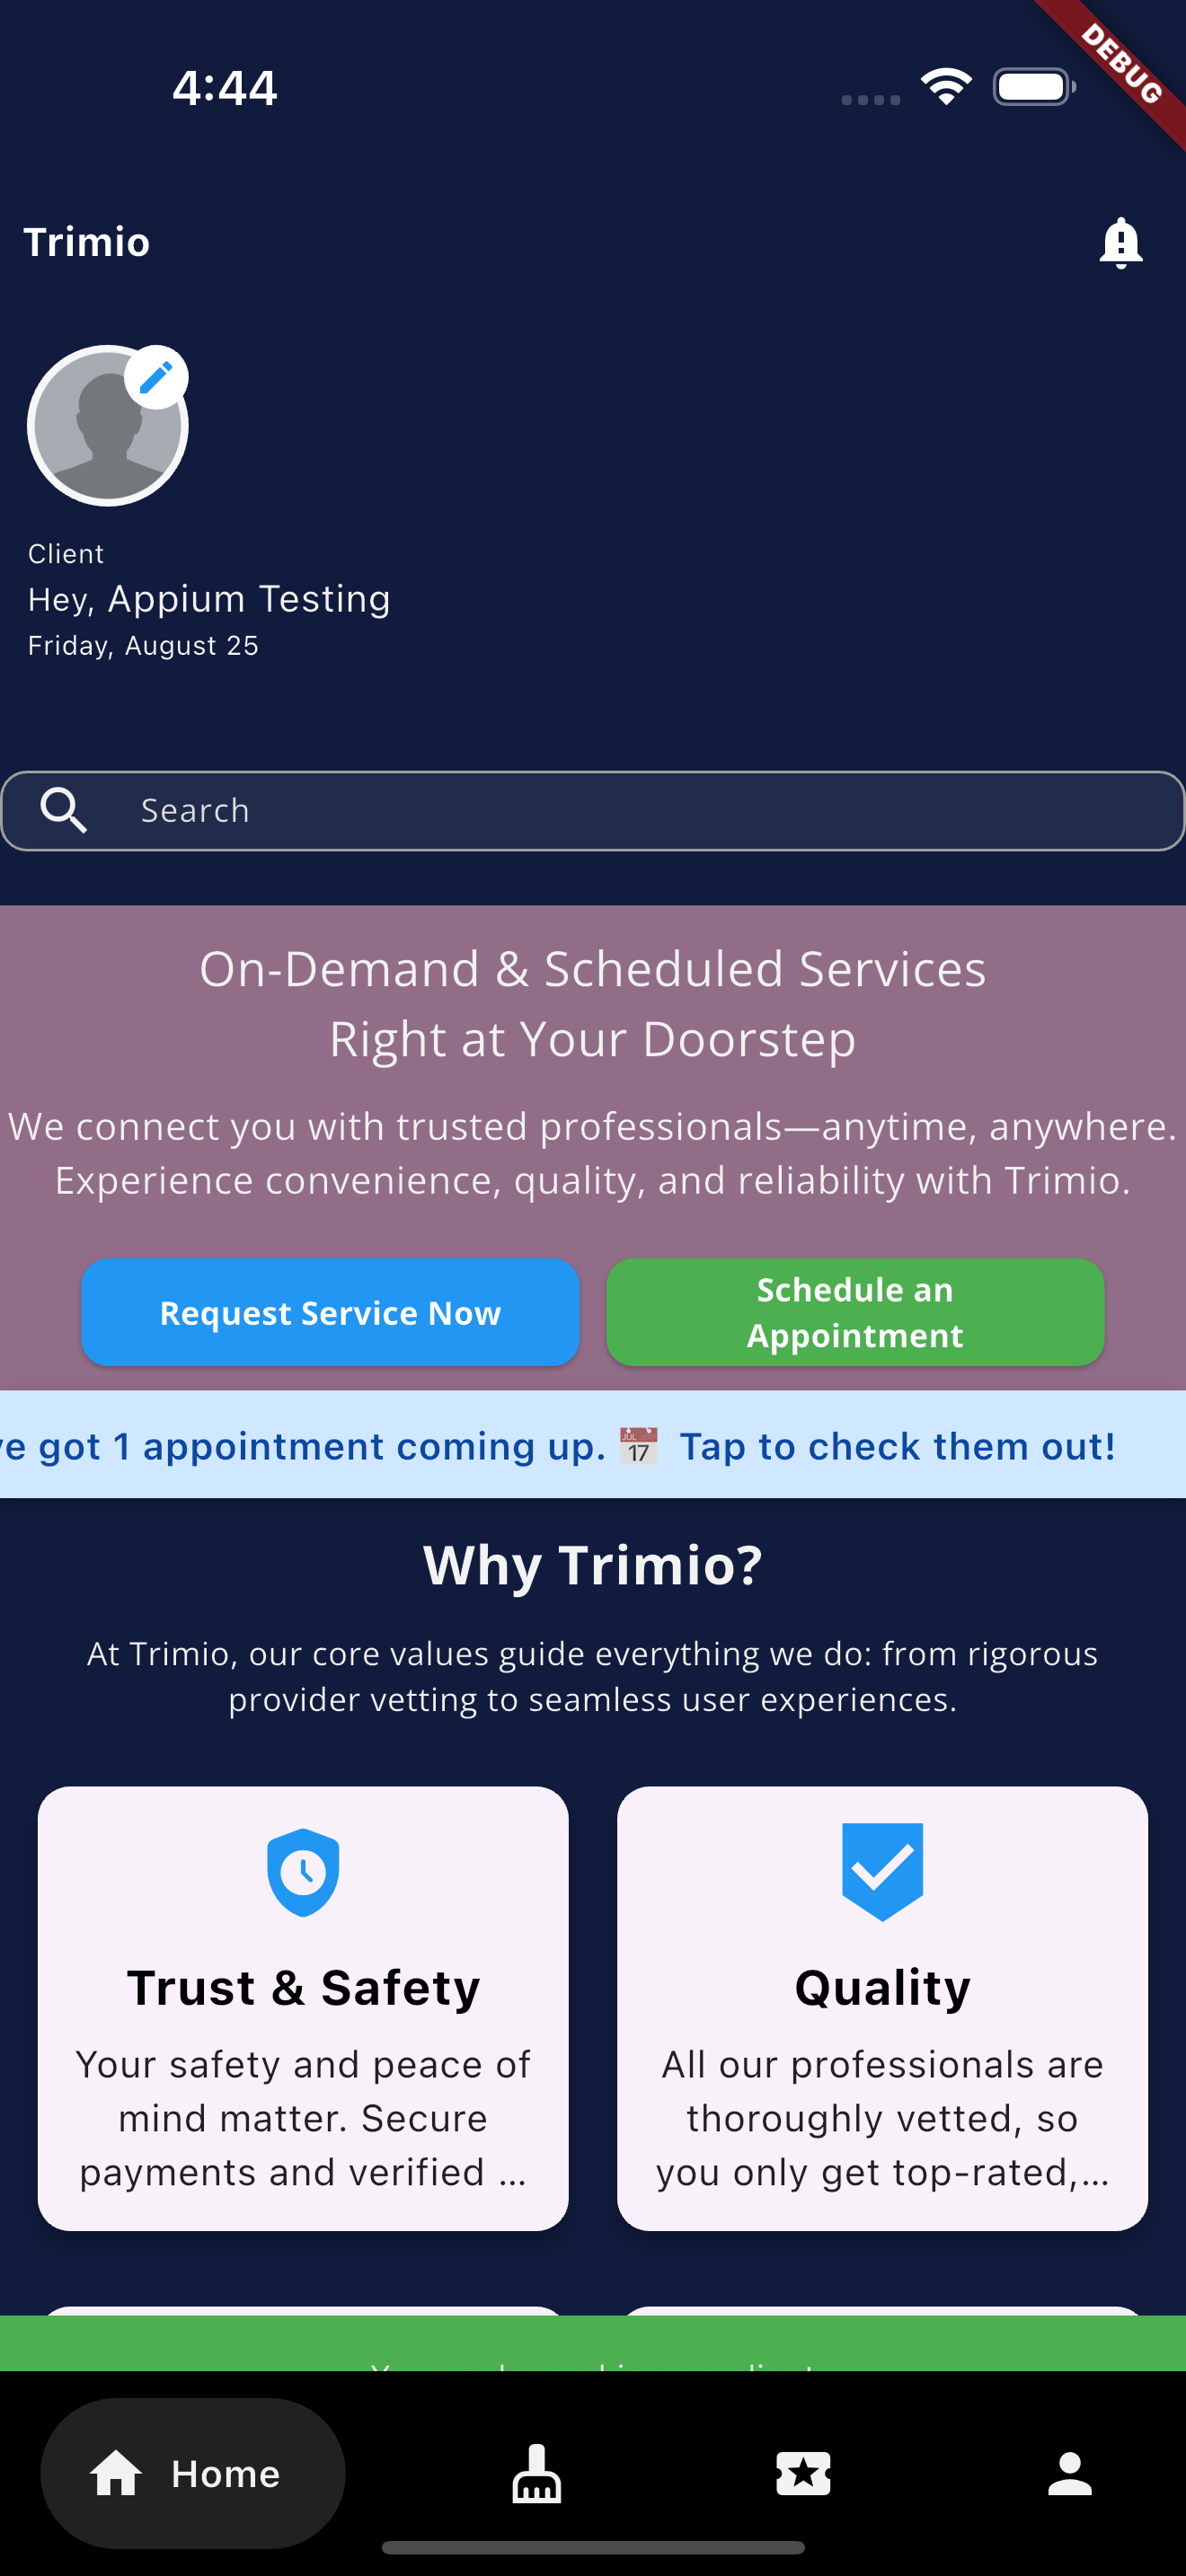 4:44
DEBUG
Trimio
Client
Hey, Appium Testing
Friday, August 25
Search
On-Demand & Scheduled Services
Right at Your Doorstep
We connect you with trusted professionals—anytime, anywhere.
Experience convenience, quality, and reliability with Trimio.
Request Service Now
Schedule an
Appointment
got 1 appointment coming up. 📅 Tap to check them out!
Why Trimio?
At Trimio, our core values guide everything we do: from rigorous
provider vetting to seamless user experiences.
Trust & Safety
Your safety and peace of
mind matter. Secure
payments and verified ...
Quality
All our professionals are
thoroughly vetted, so
you only get top-rated,...
Home